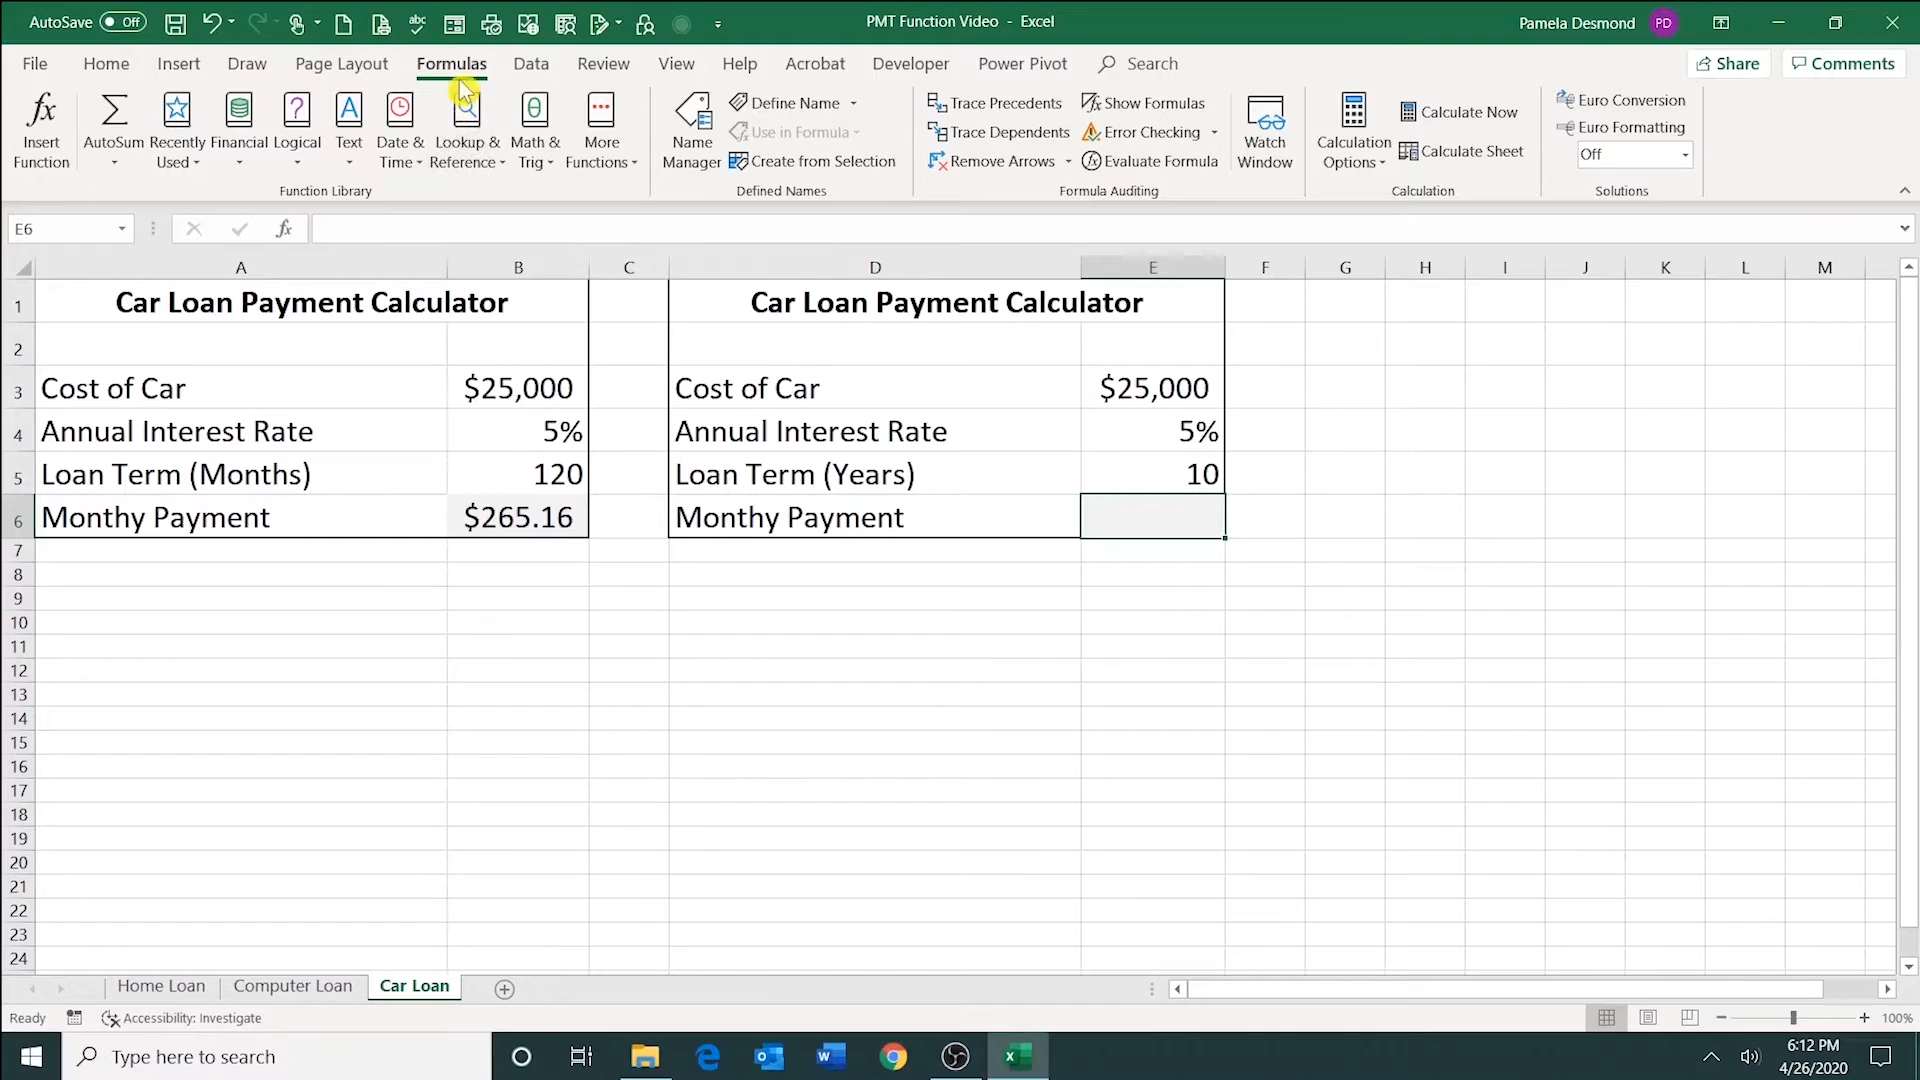 AutoSave Off
abc
PMT Function Video - Excel
Pamela Desmond PD
File Home Insert Draw Page Layout Formulas Data Review View Help Acrobat Developer Power Pivot Search Share Comments
fx Insert Function
AutoSum
Recently Used
Financial
Logical
Text
Date & Time
Lookup & Reference
Math & Trig
More Functions
Function Library
Name Manager
Define Name
Use in Formula
Create from Selection
Defined Names
Trace Precedents
Trace Dependents
Remove Arrows
Show Formulas
Error Checking
Evaluate Formula
Formula Auditing
Watch Window
Calculation Options
Calculate Now
Calculate Sheet
Calculation
Euro Conversion
Euro Formatting
Off
Solutions
E6 fx
A B C D E F G H I J K L M
1 Car Loan Payment Calculator Car Loan Payment Calculator
2
3 Cost of Car $25,000 Cost of Car $25,000
4 Annual Interest Rate 5% Annual Interest Rate 5%
5 Loan Term (Months) 120 Loan Term (Years) 10
6 Monthy Payment $265.16 Monthy Payment
7
8
9
10
11
12
13
14
15
16
17
18
19
20
21
22
23
24
Home Loan Computer Loan Car Loan
Ready Accessibility: Investigate 100%
Type here to search
6:12 PM
4/26/2020